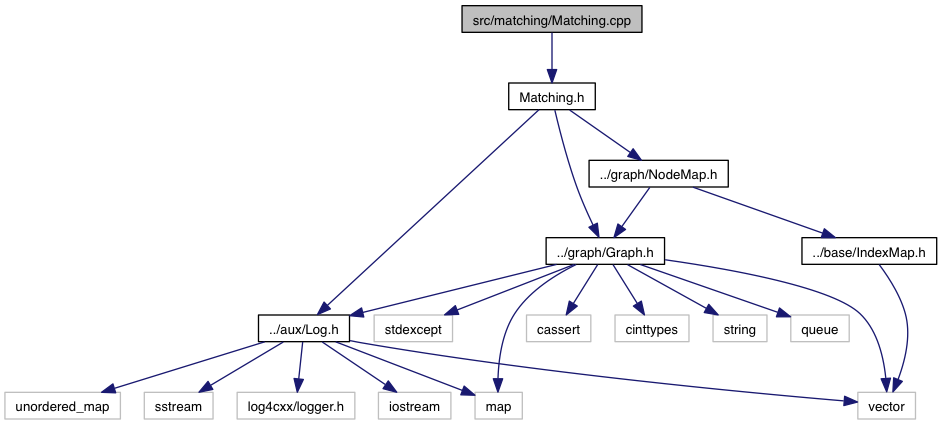 src/matching/Matching.cpp
Matching.h
../graph/NodeMap.h
../graph/Graph.h
../base/IndexMap.h
../aux/Log.h
stdexcept
cassert
cinttypes
string
queue
unordered_map
sstream
log4cxx/logger.h
iostream
map
vector